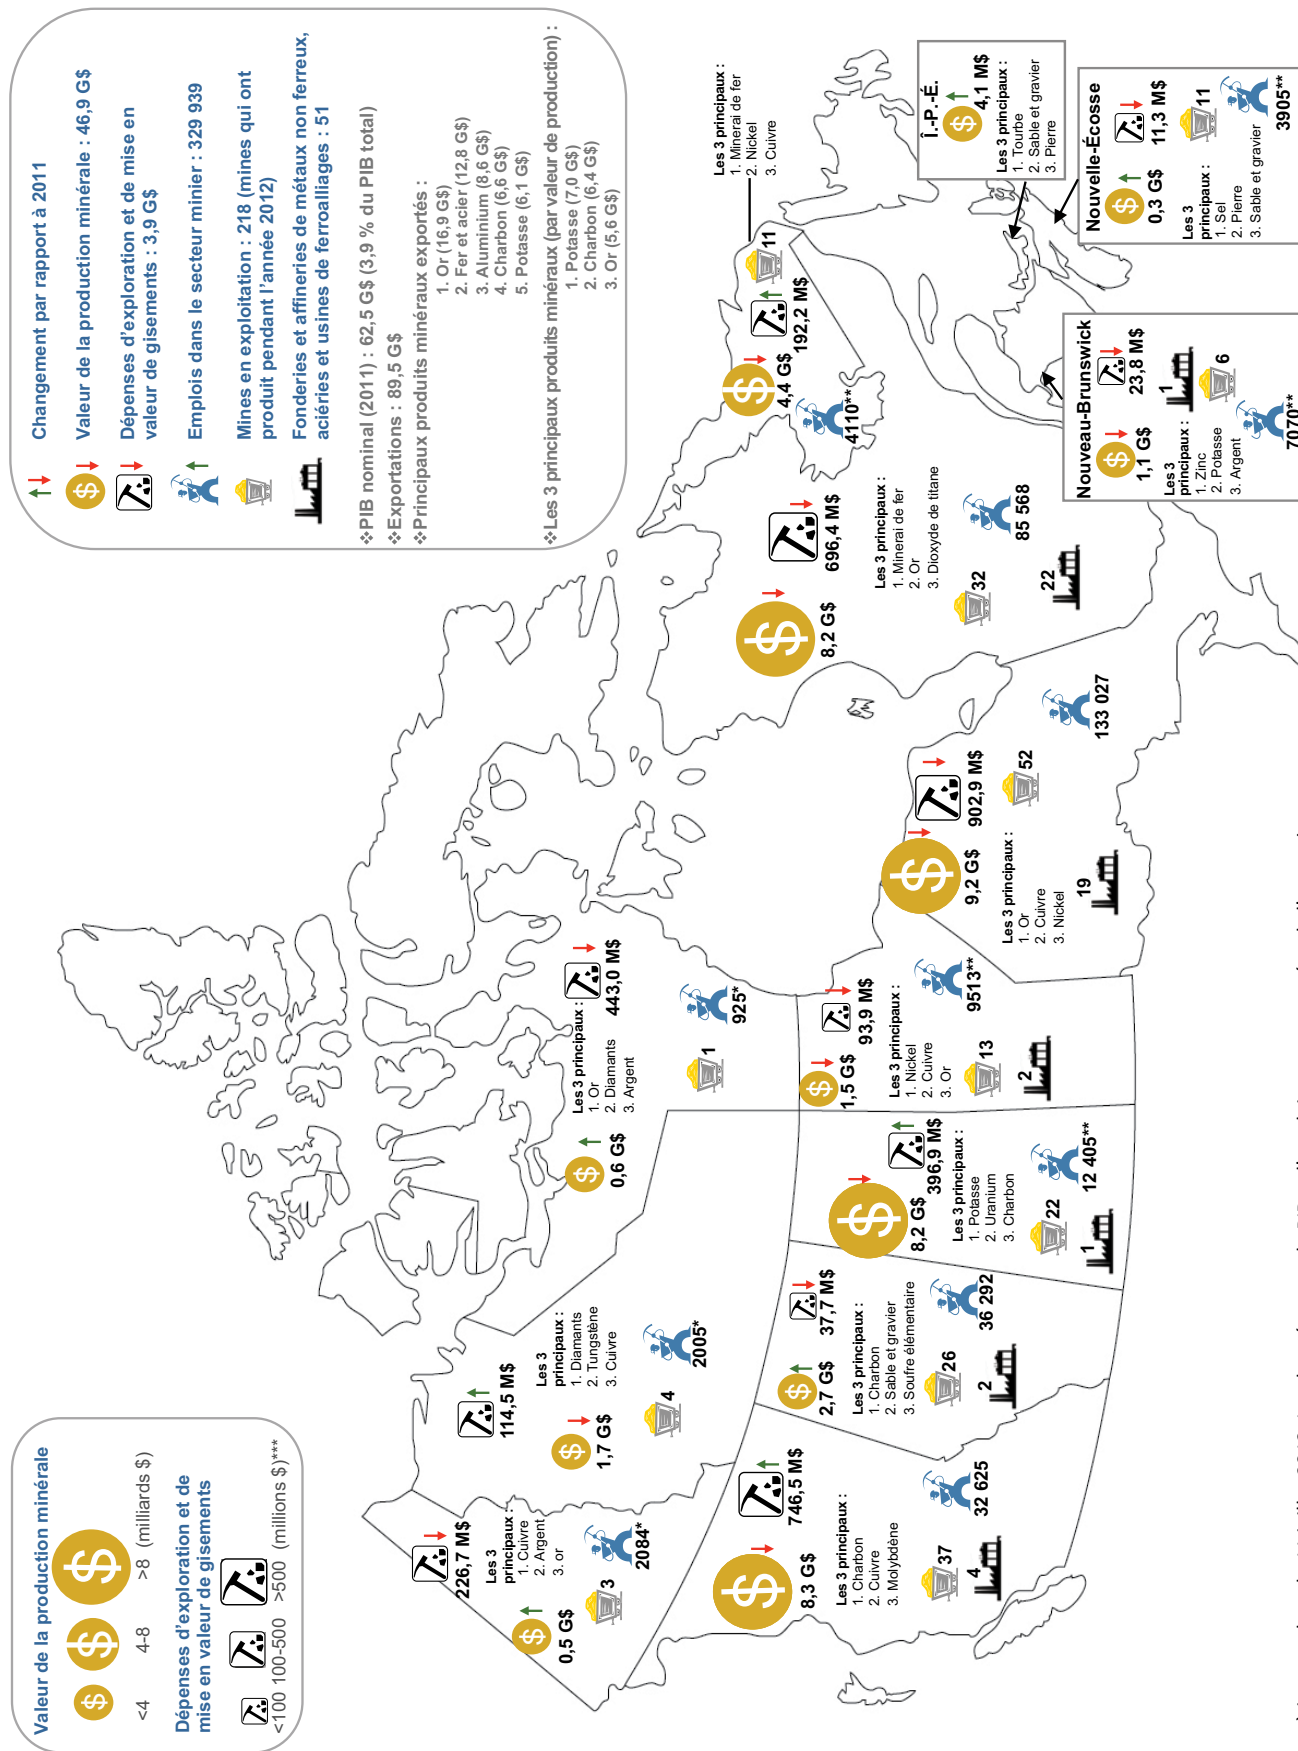 Valeur de la production minérale
<4
4-8
>8 (milliards $)
Dépenses d'exploration et de
mise en valeur de gisements
<100
100-500
>500
(millions $)***
Changement par rapport à 2011
Valeur de la production minérale : 46,9 G$
Dépenses d'exploration et de mise en
valeur de gisements : 3,9 G$
Emplois dans le secteur minier : 329 939
Mines en exploitation : 218 (mines qui ont
produit pendant l'année 2012)
Fonderies et affineries de métaux non ferreux,
aciéries et usines de ferroalliages : 51
❖PIB nominal (2011) : 62,5 G$ (3,9 % du PIB total)
❖Exportations : 89,5G$
❖Principaux produits minéraux exportés :
1. Or (16,9 G$)
2. Fer et acier (12,8 G$)
3. Aluminium (8,6 G$)
4. Charbon (6,6 G$)
5. Potasse (6,1 G$)
❖Les 3 principaux produits minéraux (par valeur de production) :
1. Potasse (7,0 G$)
2. Charbon (6,4 G$)
3. Or (5,6 G$)
226,7 M$
Les 3
principaux :
1. Cuivre
2. Argent
3. or
0,5 G$
3
2084*
114,5 M$
Les 3
principaux :
1. Diamants
2. Tungstène
3. Cuivre
1,7 G$
4
2005*
443,0 M$
Les 3 principaux :
1. Or
2. Diamants
3. Argent
0,6 G$
1
925*
746,5 M$
8,3 G$
Les 3 principaux :
1. Charbon
2. Cuivre
3. Molybdène
37
32 625
4
37,7 M$
2,7 G$
Les 3 principaux :
1. Charbon
2. Sable et gravier
3. Soufre élémentaire
26
36 292
2
8,2 G$
396,9 M$
Les 3 principaux :
1. Potasse
2. Uranium
3. Charbon
22
12 405**
1
1,5 G$
93,9 M$
Les 3 principaux :
1. Nickel
2. Cuivre
3. Or
13
9513**
2
9,2 G$
902,9 M$
Les 3 principaux :
1. Or
2. Cuivre
3. Nickel
52
133 027
19
8,2 G$
696,4 M$
Les 3 principaux :
1. Minerai de fer
2. Or
3. Dioxyde de titane
32
85 568
22
4,4 G$
192,2 M$
11
4110**
Les 3 principaux :
1. Minerai de fer
2. Nickel
3. Cuivre
Î.-P.-É.
4,1 M$
Les 3 principaux :
1. Tourbe
2. Sable et gravier
3. Pierre
Nouvelle-Écosse
0,3 G$
11,3 M$
Les 3
principaux :
1. Sel
2. Pierre
3. Sable et gravier
11
3905**
Nouveau-Brunswick
1,1 G$
23,8 M$
Les 3
principaux :
1. Zinc
2. Potasse
3. Argent
1
6
7070**